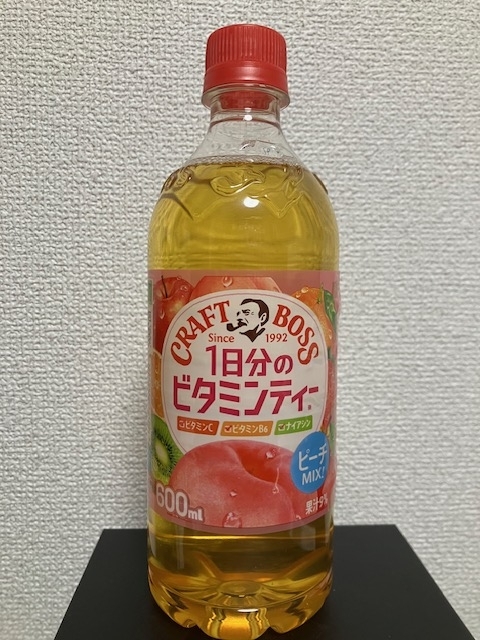 CRAFT BOSS
Since 1992
1日分の
ビタミンティー
ビタミンC ビタミンB6 ナイアシン
ピーチ
MIX!
600ml
果汁9%